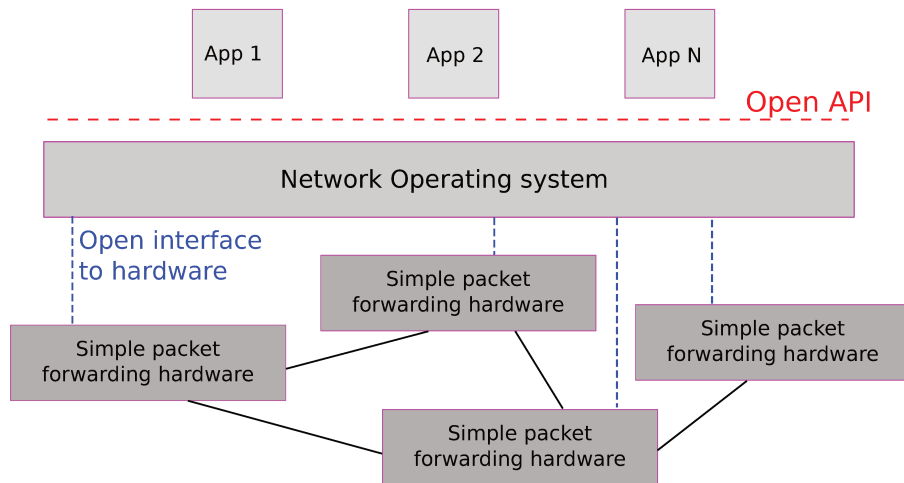 App 1
App 2
App N
Open API
Network Operating system
Open interface
to hardware
Simple packet
forwarding hardware
Simple packet
forwarding hardware
Simple packet
forwarding hardware
Simple packet
forwarding hardware